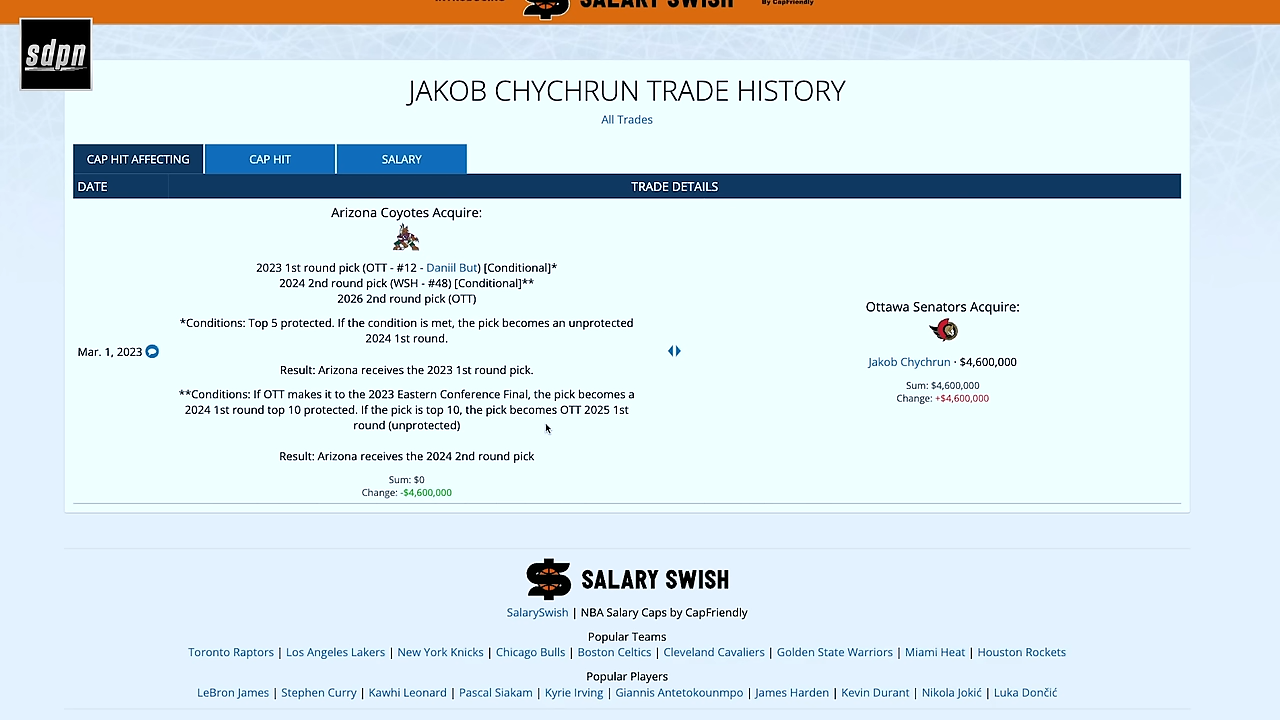 INTRODUCING
SALARY SWISH
By CapFriendly
sdpn
JAKOB CHYCHRUN TRADE HISTORY
All Trades
CAP HIT AFFECTING
CAP HIT
SALARY
DATE
TRADE DETAILS
Arizona Coyotes Acquire:
2023 1st round pick (OTT - #12 - Daniil But) [Conditional]*
2024 2nd round pick (WSH - #48) [Conditional]**
2026 2nd round pick (OTT)
*Conditions: Top 5 protected. If the condition is met, the pick becomes an unprotected
2024 1st round.
Result: Arizona receives the 2023 1st round pick.
**Conditions: If OTT makes it to the 2023 Eastern Conference Final, the pick becomes a
2024 1st round top 10 protected. If the pick is top 10, the pick becomes OTT 2025 1st
round (unprotected)
Result: Arizona receives the 2024 2nd round pick
Sum: $0
Change: -$4,600,000
Mar. 1, 2023
Ottawa Senators Acquire:
Jakob Chychrun · $4,600,000
Sum: $4,600,000
Change: +$4,600,000
SALARY SWISH
SalarySwish | NBA Salary Caps by CapFriendly
Popular Teams
Toronto Raptors | Los Angeles Lakers | New York Knicks | Chicago Bulls | Boston Celtics | Cleveland Cavaliers | Golden State Warriors | Miami Heat | Houston Rockets
Popular Players
LeBron James | Stephen Curry | Kawhi Leonard | Pascal Siakam | Kyrie Irving | Giannis Antetokounmpo | James Harden | Kevin Durant | Nikola Jokić | Luka Dončić